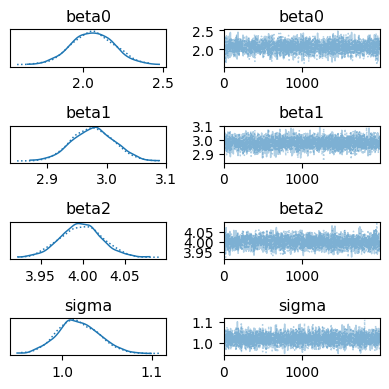 beta0 beta0
2.5
2.0
2.0 2.5 0 1000
beta1 beta1
3.1
3.0
2.9
2.9 3.0 3.1 0 1000
beta2 beta2
4.05
4.00
3.95
3.95 4.00 4.05 0 1000
sigma sigma
1.1
1.0
1.0 1.1 0 1000